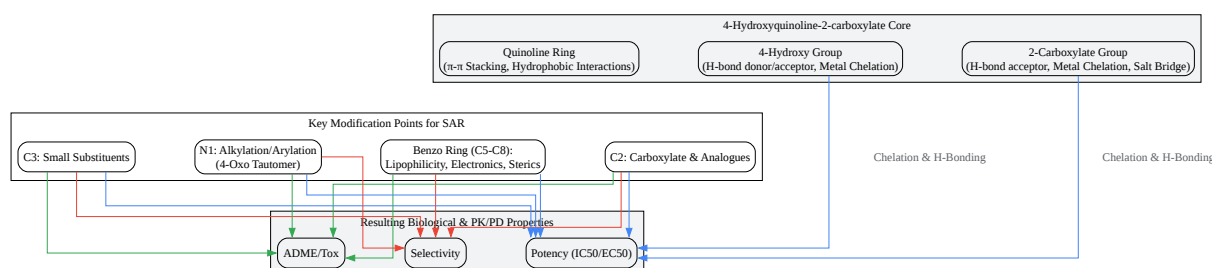 4-Hydroxyquinoline-2-carboxylate Core
Quinoline Ring
(π-π Stacking, Hydrophobic Interactions)
4-Hydroxy Group
(H-bond donor/acceptor, Metal Chelation)
2-Carboxylate Group
(H-bond acceptor, Metal Chelation, Salt Bridge)
Key Modification Points for SAR
C3: Small Substituents
N1: Alkylation/Arylation
(4-Oxo Tautomer)
Benzo Ring (C5-C8):
Lipophilicity, Electronics, Sterics
C2: Carboxylate & Analogues
Chelation & H-Bonding
Chelation & H-Bonding
Resulting Biological & PK/PD Properties
ADME/Tox
Selectivity
Potency (IC50/EC50)